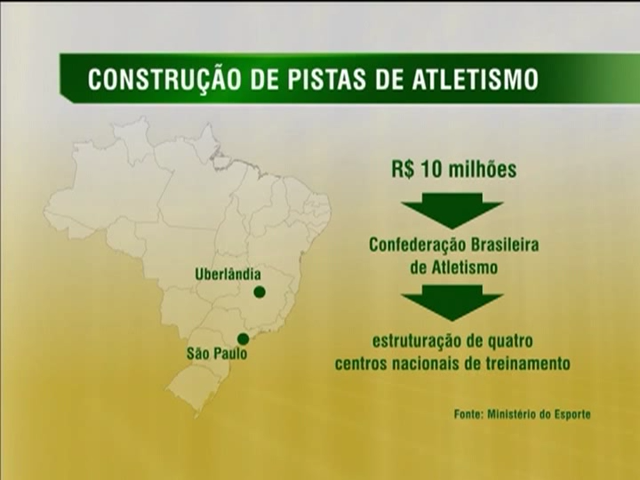 CONSTRUÇÃO DE PISTAS DE ATLETISMO
R$ 10 milhões
Confederação Brasileira
de Atletismo
Uberlândia
São Paulo
estruturação de quatro
centros nacionais de treinamento
Fonte: Ministério do Esporte